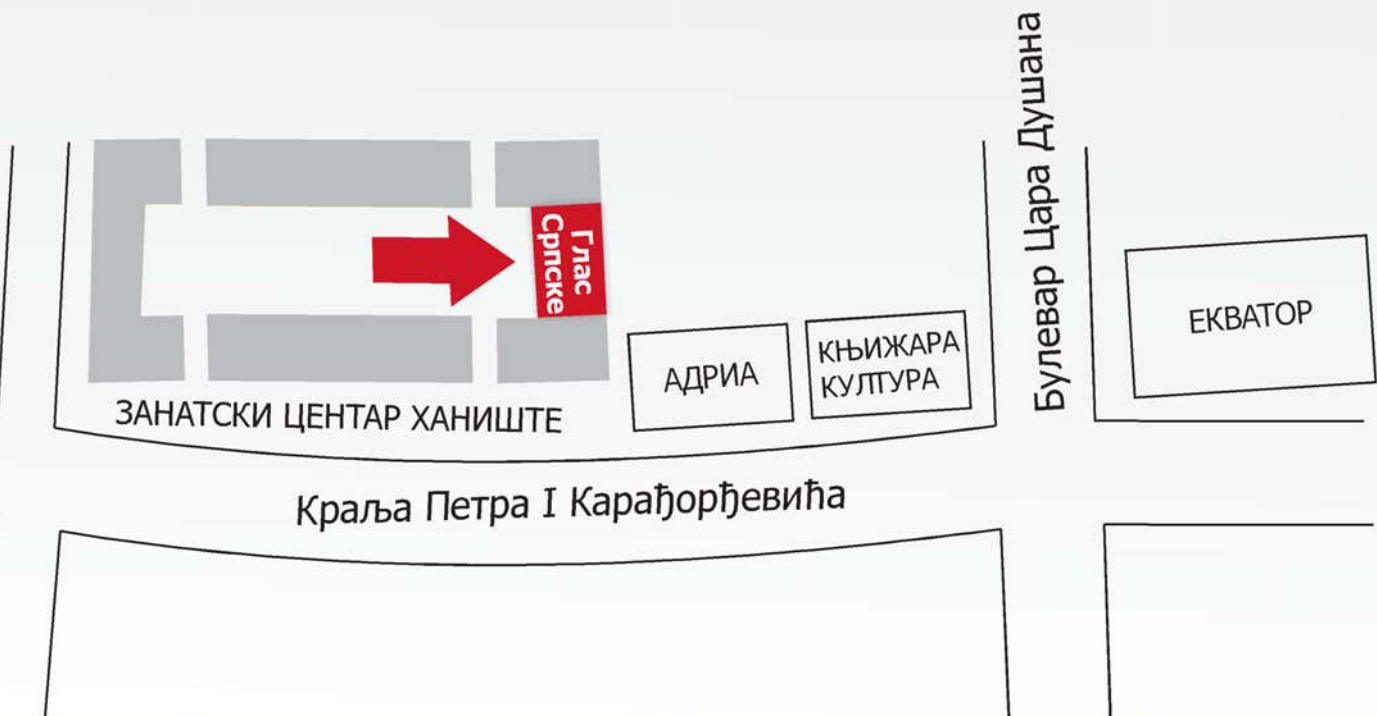 Булевар Цара Душана
Глас
Српске
ЕКВАТОР
АДРИА
КЊИЖАРА
КУЛТУРА
ЗАНАТСКИ ЦЕНТАР ХАНИШТЕ
Краља Петра I Карађорђевића